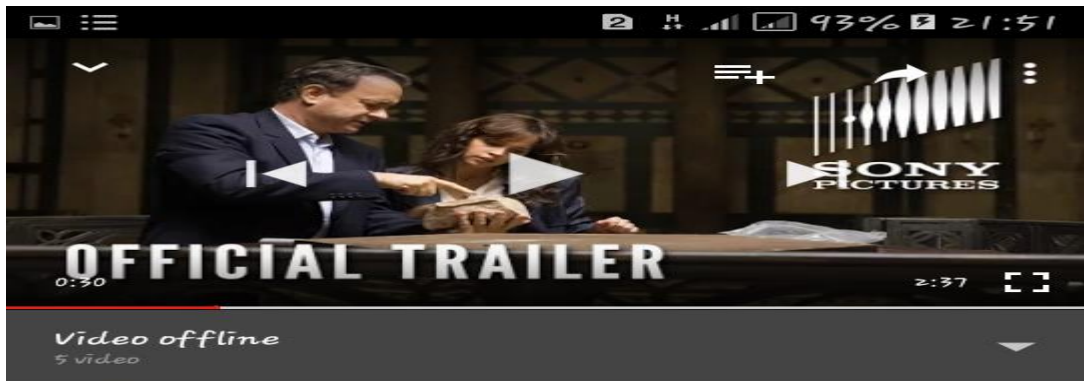 2 H 93% 21:51
SONY
PICTURES
OFFICIAL TRAILER
0:30 2:37
Video offline
5 video